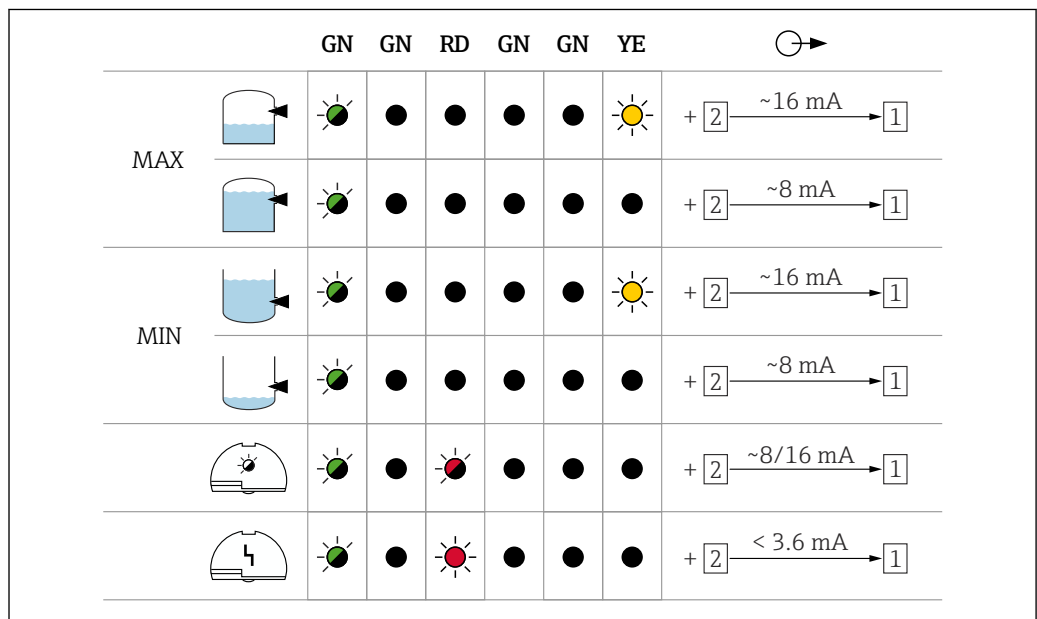 GN GN RD GN GN YE
MAX
+ 2 ~16 mA 1
+ 2 ~8 mA 1
MIN
+ 2 ~16 mA 1
+ 2 ~8 mA 1
+ 2 ~8/16 mA 1
+ 2 < 3.6 mA 1